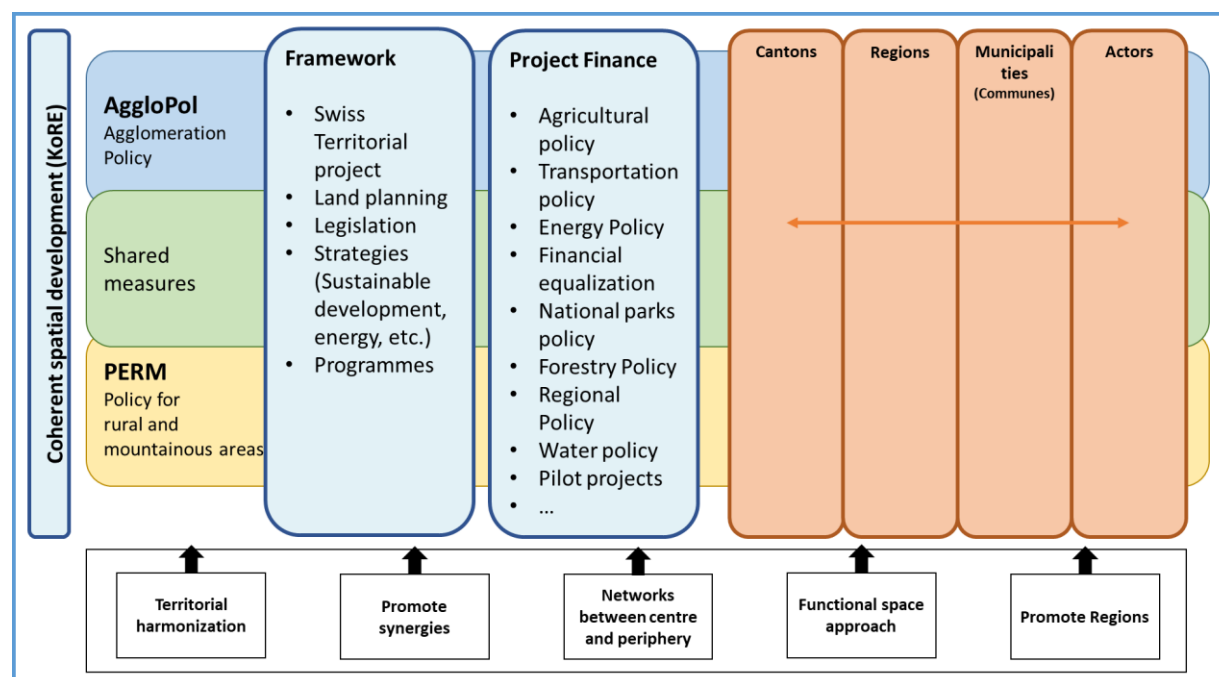 Coherent spatial development (KoRE)
AggloPol
Agglomeration
Policy
Shared
measures
PERM
Policy for
rural and
mountainous areas
Framework
• Swiss
Territorial
project
• Land planning
• Legislation
• Strategies
(Sustainable
development,
energy, etc.)
• Programmes
Project Finance
• Agricultural
policy
• Transportation
policy
• Energy Policy
• Financial
equalization
• National parks
policy
• Forestry Policy
• Regional
Policy
• Water policy
• Pilot projects
• ...
Cantons
Regions
Municipali
ties
(Communes)
Actors
Territorial
harmonization
Promote
synergies
Networks
between centre
and periphery
Functional space
approach
Promote Regions